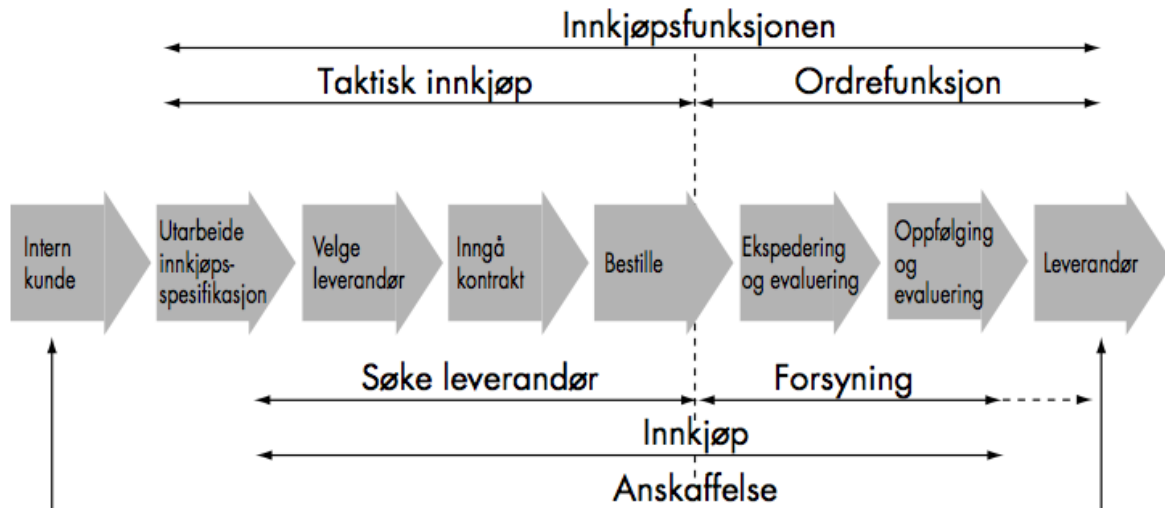 Innkjøpsfunksjonen
Taktisk innkjøp
Ordrefunksjon
Intern
kunde
Utarbeide
innkjøps-
spesifikasjon
Velge
leverandør
Inngå
kontrakt
Bestille
Ekspedering
og evaluering
Oppfølging
og
evaluering
Leverandør
Søke leverandør
Forsyning
Innkjøp
Anskaffelse